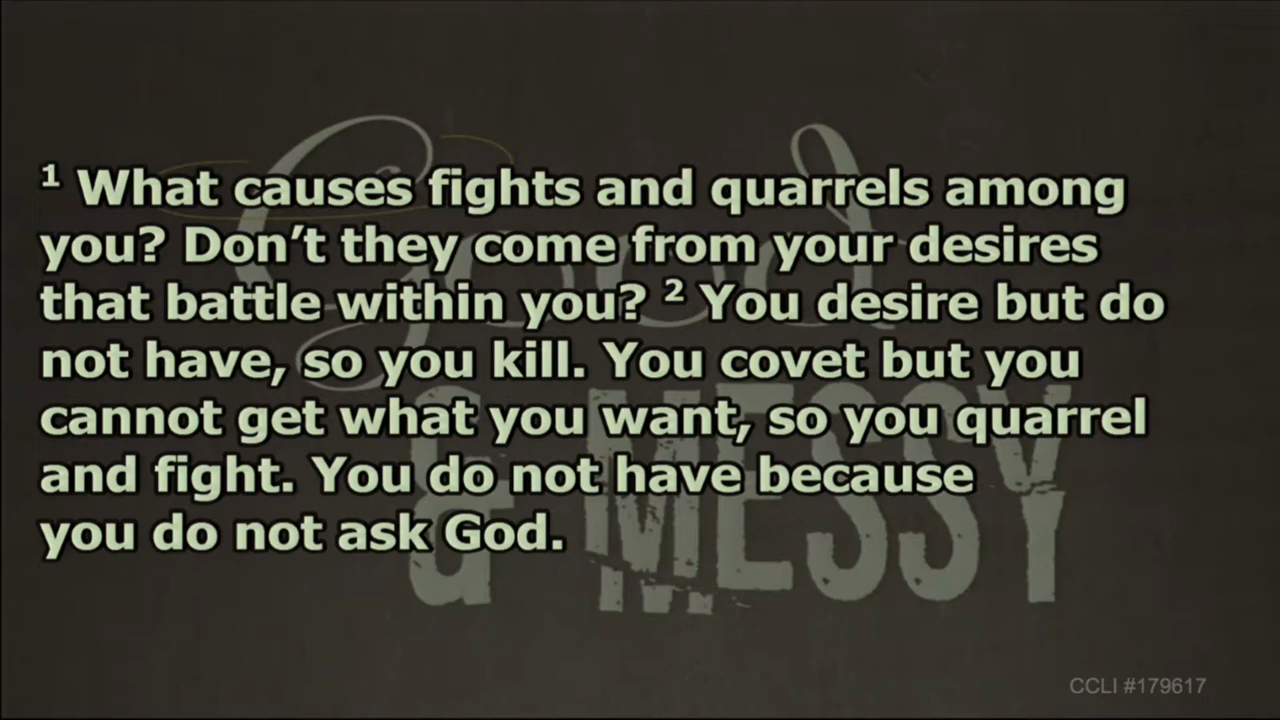 ¹ What causes fights and quarrels among
you? Don’t they come from your desires
that battle within you? ² You desire but do
not have, so you kill. You covet but you
cannot get what you want, so you quarrel
and fight. You do not have because
you do not ask God.
Good
& MESSY
CCLI #179617